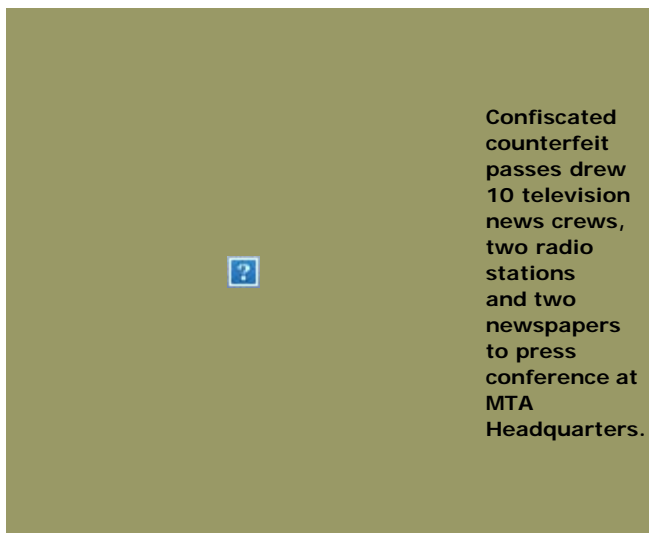 Confiscated
counterfeit
passes drew
10 television
news crews,
two radio
stations
and two
newspapers
to press
conference at
MTA
Headquarters.